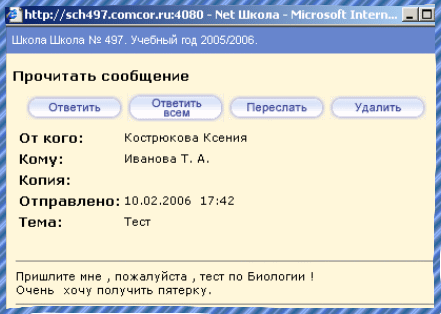 http://sch497.comcor.ru:4080 - Net Школа - Microsoft Intern...
Школа Школа № 497. Учебный год 2005/2006.
Прочитать сообщение
Ответить Ответить всем Переслать Удалить
От кого: Кострюкова Ксения
Кому: Иванова Т. А.
Копия:
Отправлено: 10.02.2006 17:42
Тема: Тест
Пришлите мне , пожалуйста , тест по Биологии !
Очень хочу получить пятерку.